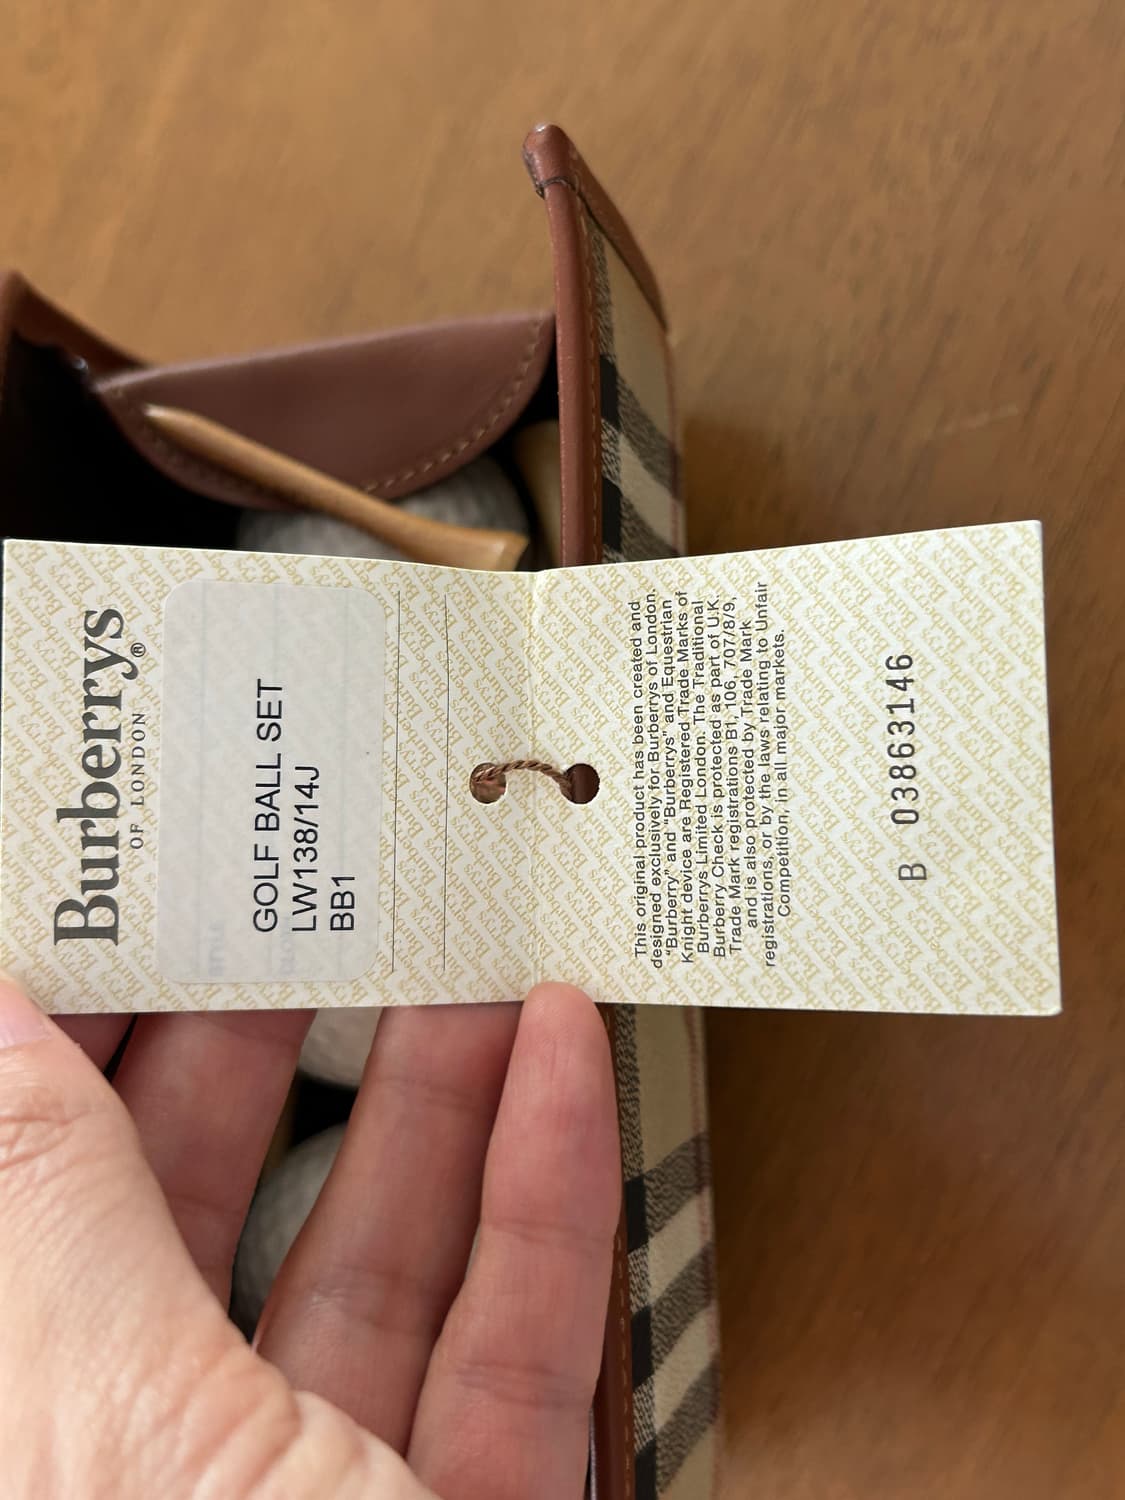 Burberrys®
OF LONDON
GOLF BALL SET
LW138/14J
BB1
This original product has been created and
designed exclusively for Burberrys of London.
"Burberry" and "Burberrys" and Equestrian
Knight device are Registered Trade Marks of
Burberrys Limited London. The Traditional
Burberry Check is protected as part of U.K.
Trade Mark registrations B1, 106, 707/8/9,
and is also protected by Trade Mark
registrations, or by the laws relating to Unfair
Competition, in all major markets.
B 03863146